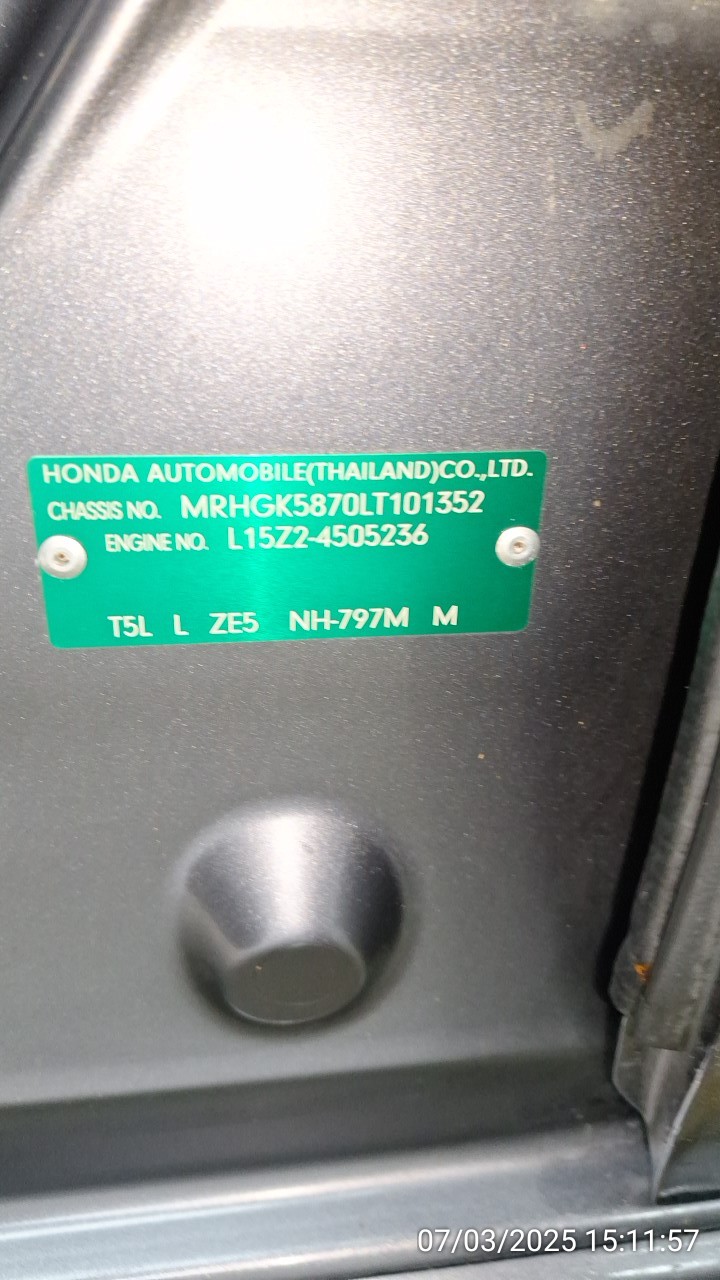 HONDA AUTOMOBILE(THAILAND)CO.,LTD.
CHASSIS NO. MRHGK5870LT101352
ENGINE NO. L15Z2-4505236
T5L L ZE5 NH-797M M
07/03/2025 15:11:57